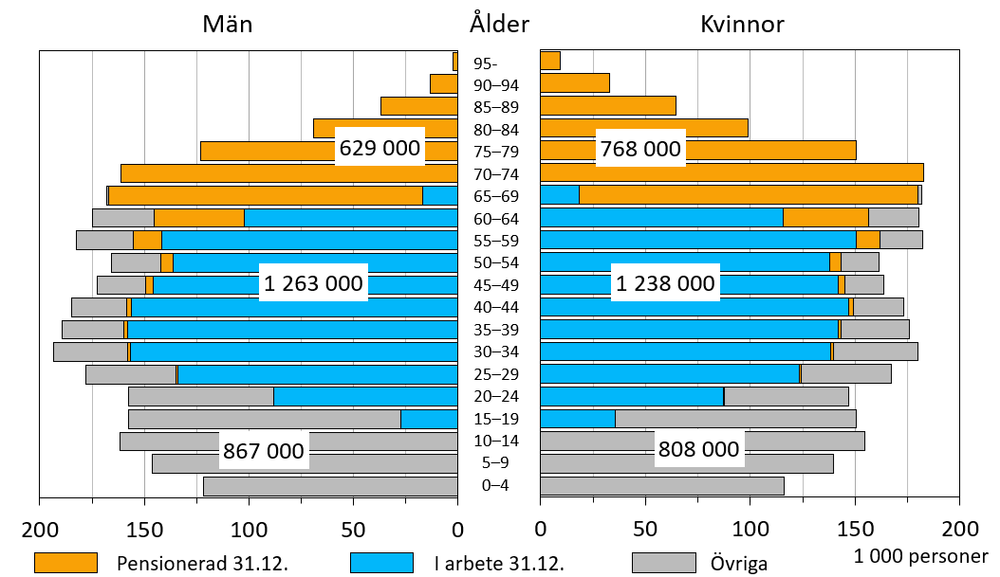 Män Ålder Kvinnor
95-
90–94
85–89
80–84
629 000 768 000
75–79
70–74
65–69
60–64
55–59
50–54
1 263 000 1 238 000
45–49
40–44
35–39
30–34
25–29
20–24
15–19
10–14
867 000 808 000
5–9
0–4
200 150 100 50 0 0 50 100 150 200
1 000 personer
Pensionerad 31.12. I arbete 31.12. Övriga